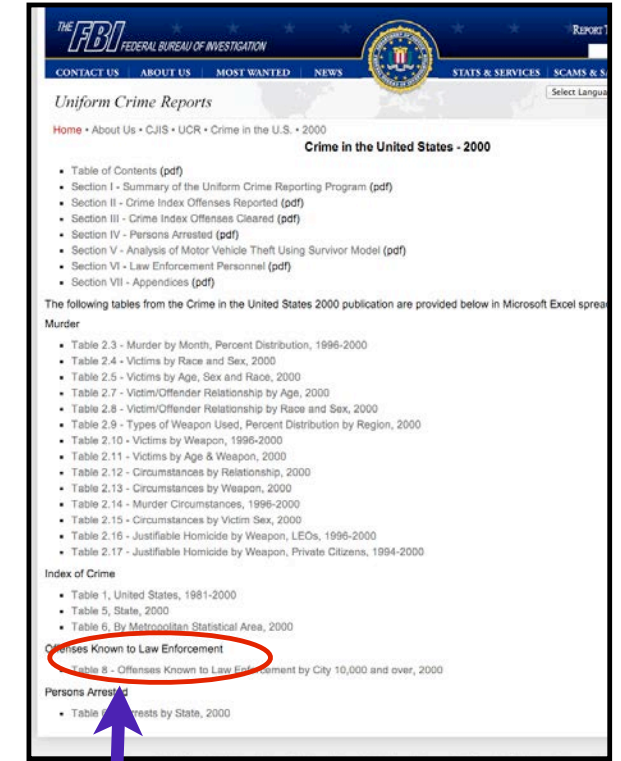 THE FBI FEDERAL BUREAU OF INVESTIGATION
REPORT T
CONTACT US ABOUT US MOST WANTED NEWS STATS & SERVICES SCAMS & S
Uniform Crime Reports
Select Langua
Home • About Us • CJIS • UCR • Crime in the U.S. • 2000
Crime in the United States - 2000
• Table of Contents (pdf)
• Section I - Summary of the Uniform Crime Reporting Program (pdf)
• Section II - Crime Index Offenses Reported (pdf)
• Section III - Crime Index Offenses Cleared (pdf)
• Section IV - Persons Arrested (pdf)
• Section V - Analysis of Motor Vehicle Theft Using Survivor Model (pdf)
• Section VI - Law Enforcement Personnel (pdf)
• Section VII - Appendices (pdf)
The following tables from the Crime in the United States 2000 publication are provided below in Microsoft Excel sprea
Murder
• Table 2.3 - Murder by Month, Percent Distribution, 1996-2000
• Table 2.4 - Victims by Race and Sex, 2000
• Table 2.5 - Victims by Age, Sex and Race, 2000
• Table 2.7 - Victim/Offender Relationship by Age, 2000
• Table 2.8 - Victim/Offender Relationship by Race and Sex, 2000
• Table 2.9 - Types of Weapon Used, Percent Distribution by Region, 2000
• Table 2.10 - Victims by Weapon, 1996-2000
• Table 2.11 - Victims by Age & Weapon, 2000
• Table 2.12 - Circumstances by Relationship, 2000
• Table 2.13 - Circumstances by Weapon, 2000
• Table 2.14 - Murder Circumstances, 1996-2000
• Table 2.15 - Circumstances by Victim Sex, 2000
• Table 2.16 - Justifiable Homicide by Weapon, LEOs, 1996-2000
• Table 2.17 - Justifiable Homicide by Weapon, Private Citizens, 1994-2000
Index of Crime
• Table 1, United States, 1981-2000
• Table 5, State, 2000
• Table 6, By Metropolitan Statistical Area, 2000
Offenses Known to Law Enforcement
• Table 8 - Offenses Known to Law Enforcement by City 10,000 and over, 2000
Persons Arrested
• Table rrests by State, 2000